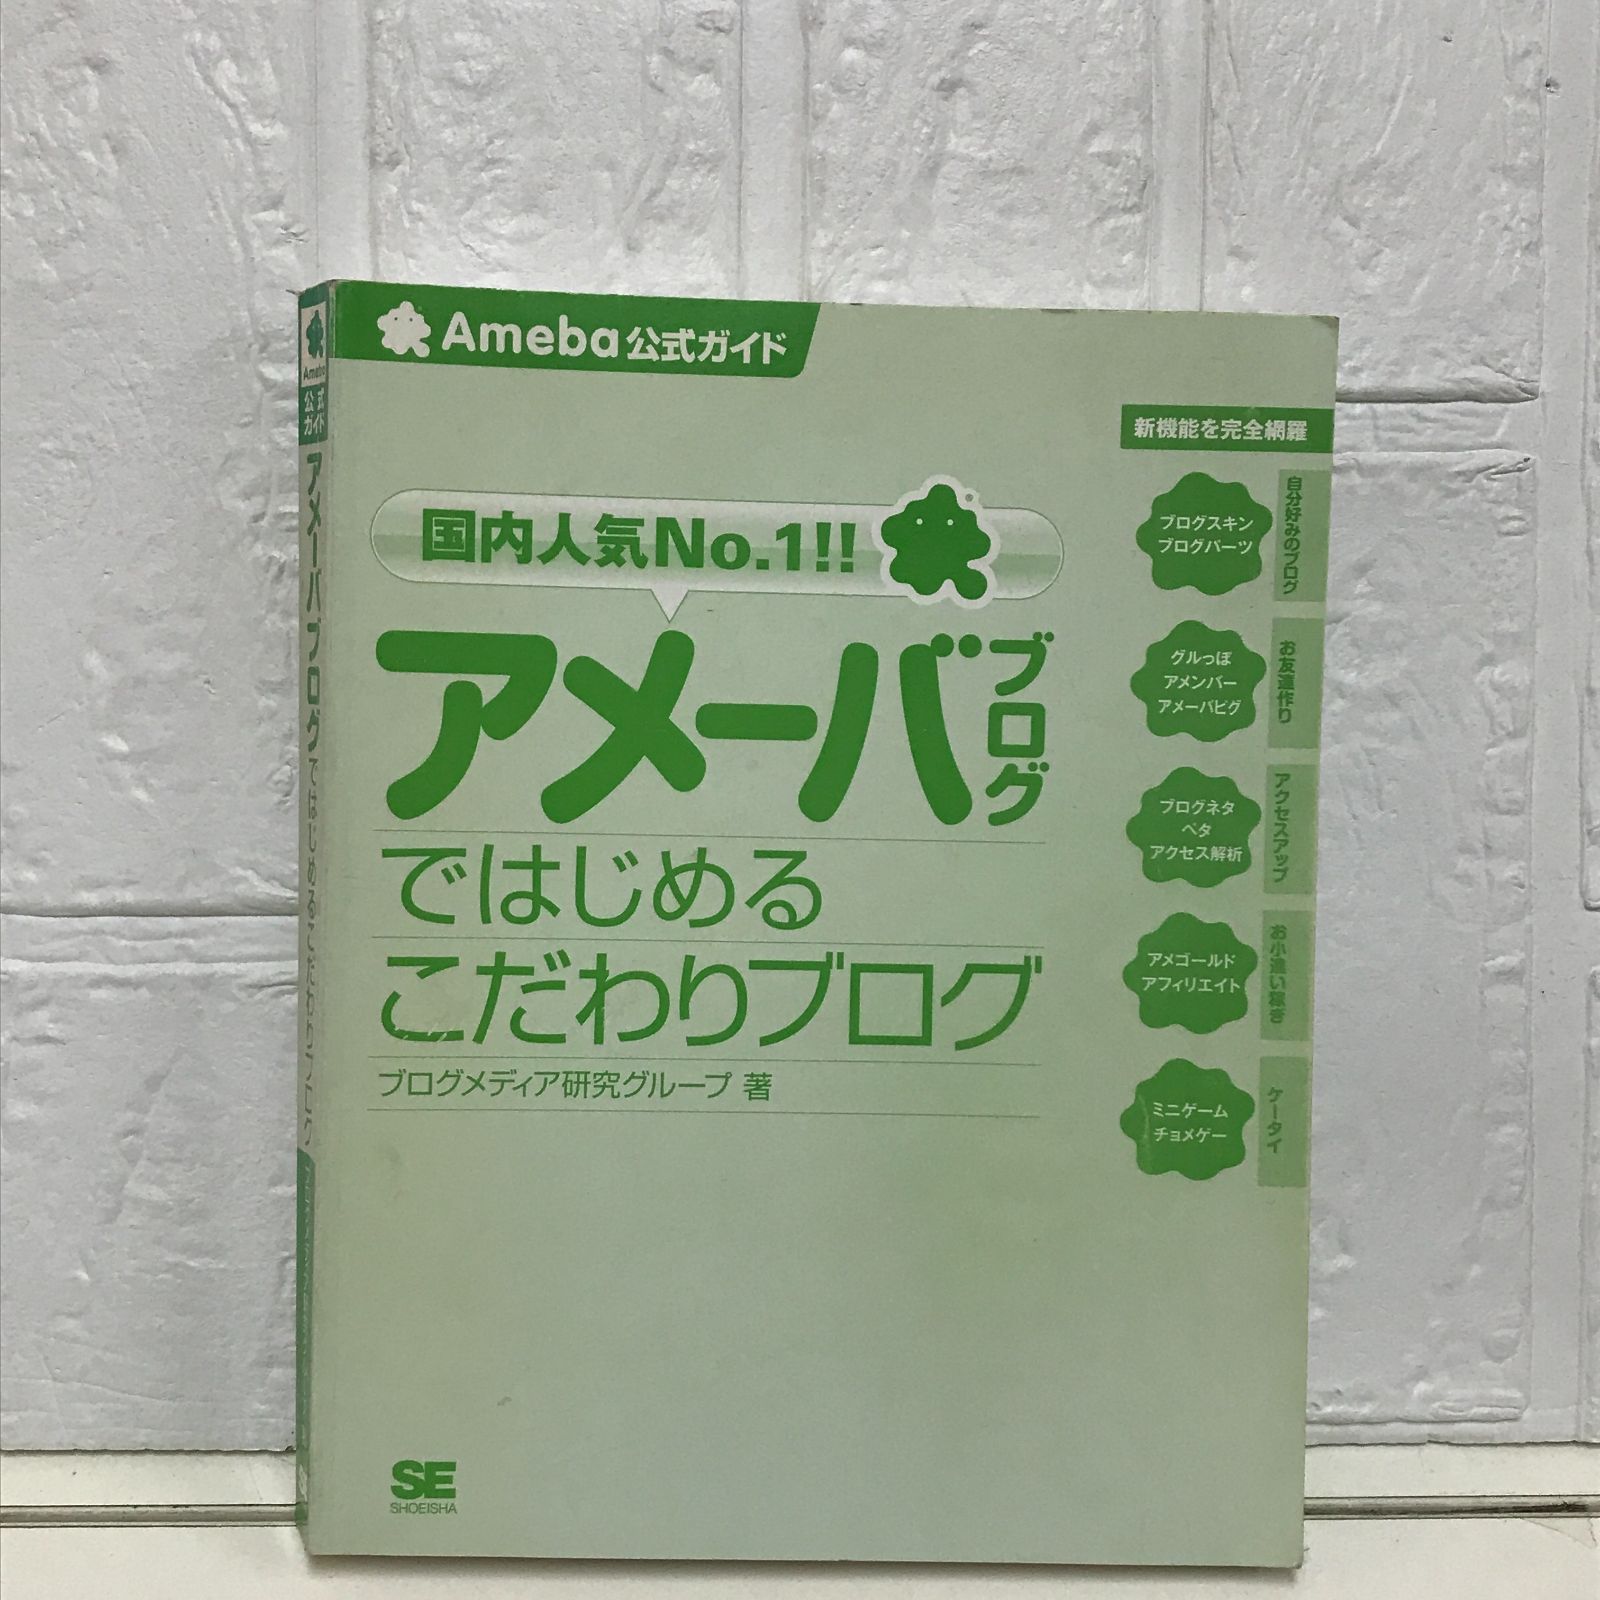 Ameba公式ガイド
新機能を完全網羅
国内人気No.1!!
アメーバブログ
ではじめる
こだわりブログ
ブログメディア研究グループ 著
ブログスキン
ブログパーツ
自分好みのブログ
グルっぽ
アメンバー
アメーバピグ
お友達作り
ブログネタ
ペタ
アクセス解析
アクセスアップ
アメゴールド
アフィリエイト
お小遣い稼ぎ
ミニゲーム
チョメゲー
ケータイ
SE
SHOEISHA
Ameba
公式
ガイド
アメーバブログではじめるこだわりブログ